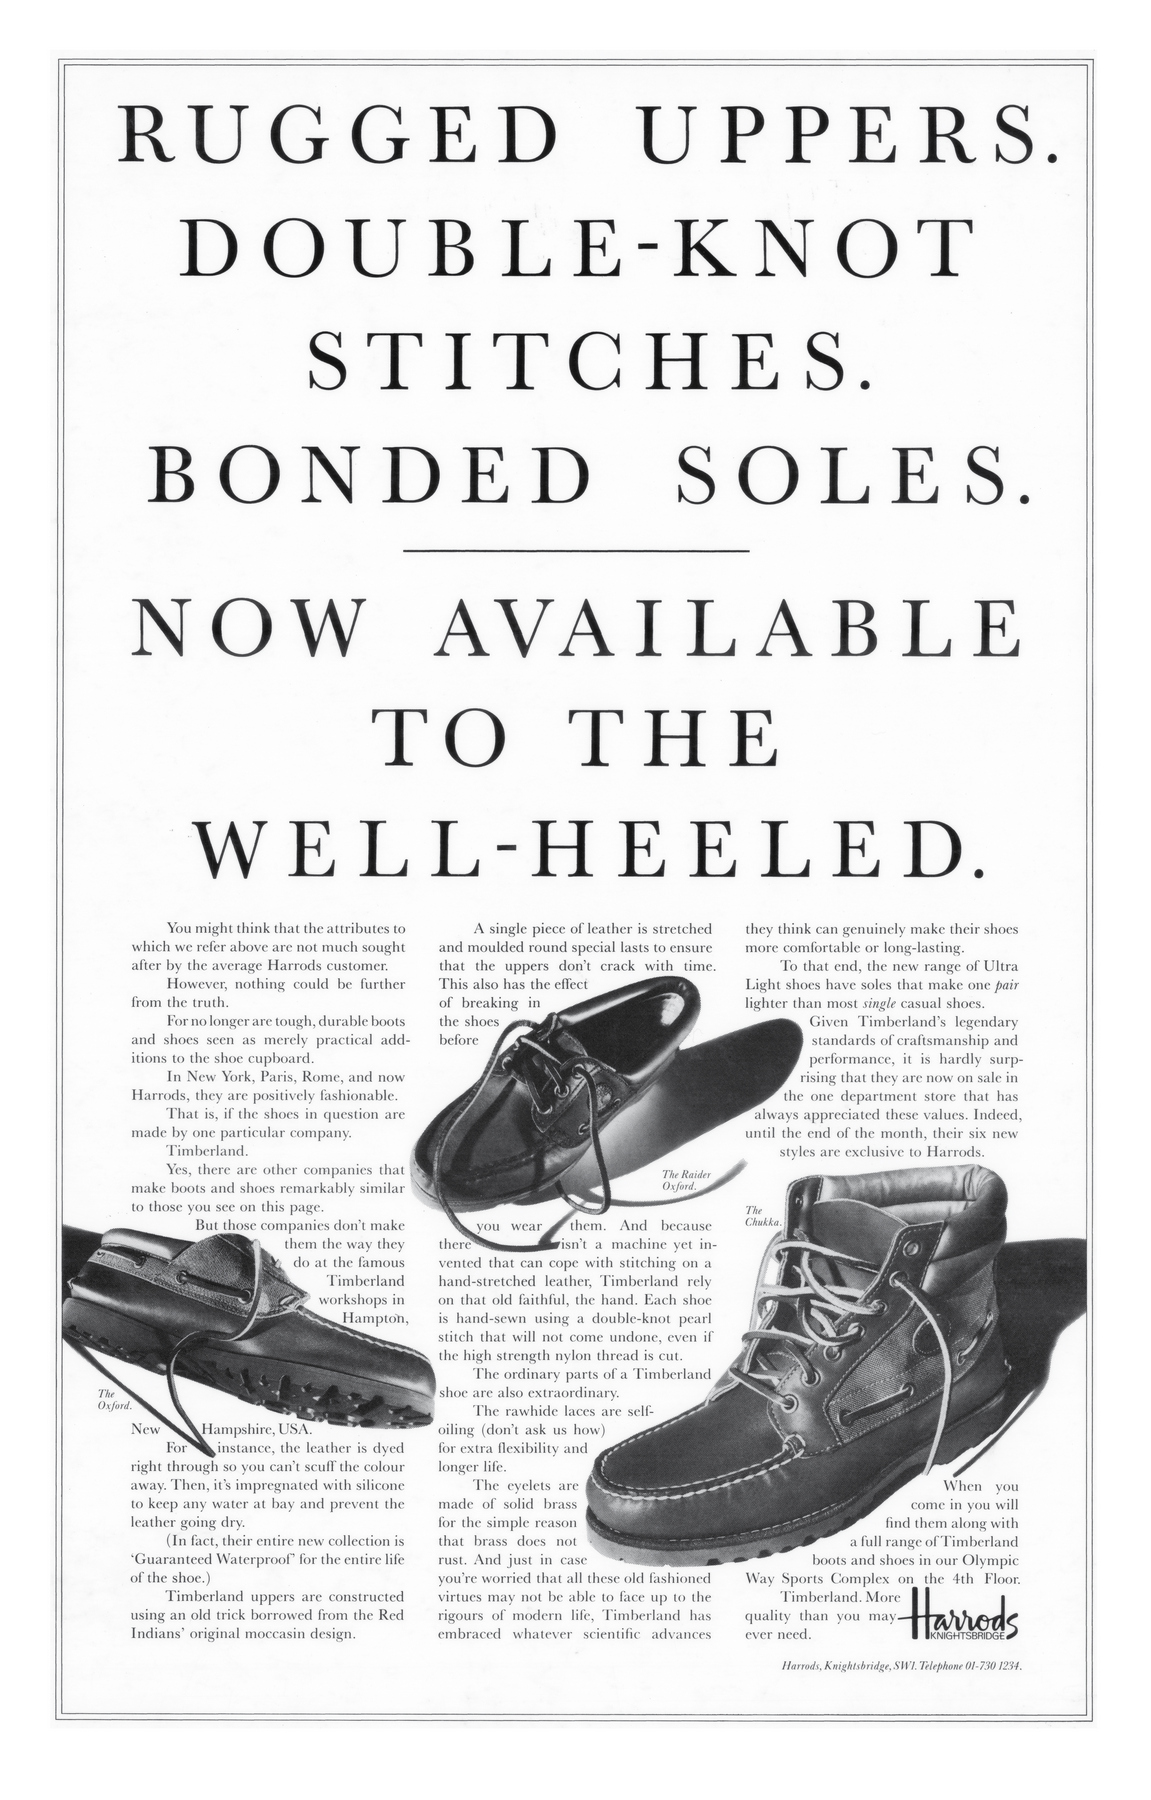 RUGGED UPPERS.
DOUBLE-KNOT
STITCHES.
BONDED SOLES.
NOW AVAILABLE
TO THE
WELL-HEELED.
You might think that the attributes to
which we refer above are not much sought
after by the average Harrods customer.
However, nothing could be further
from the truth.
For no longer are tough, durable boots
and shoes seen as merely practical add-
itions to the shoe cupboard.
In New York, Paris, Rome, and now
Harrods, they are positively fashionable.
That is, if the shoes in question are
made by one particular company.
Timberland.
Yes, there are other companies that
make boots and shoes remarkably similar
to those you see on this page.
But those companies don't make
them the way they
do at the famous
Timberland
workshops in
Hampton,
The
Oxford.
New Hampshire, USA.
For instance, the leather is dyed
right through so you can't scuff the colour
away. Then, it's impregnated with silicone
to keep any water at bay and prevent the
leather going dry.
(In fact, their entire new collection is
'Guaranteed Waterproof' for the entire life
of the shoe.)
Timberland uppers are constructed
using an old trick borrowed from the Red
Indians' original moccasin design.
A single piece of leather is stretched
and moulded round special lasts to ensure
that the uppers don't crack with time.
This also has the effect
of breaking in
the shoes
before
The Raider
Oxford.
you wear them. And because
there isn't a machine yet in-
vented that can cope with stitching on a
hand-stretched leather, Timberland rely
on that old faithful, the hand. Each shoe
is hand-sewn using a double-knot pearl
stitch that will not come undone, even if
the high strength nylon thread is cut.
The ordinary parts of a Timberland
shoe are also extraordinary.
The rawhide laces are self-
oiling (don't ask us how)
for extra flexibility and
longer life.
The eyelets are
made of solid brass
for the simple reason
that brass does not
rust. And just in case
you're worried that all these old fashioned
virtues may not be able to face up to the
rigours of modern life, Timberland has
embraced whatever scientific advances
they think can genuinely make their shoes
more comfortable or long-lasting.
To that end, the new range of Ultra
Light shoes have soles that make one pair
lighter than most single casual shoes.
Given Timberland's legendary
standards of craftsmanship and
performance, it is hardly surp-
rising that they are now on sale in
the one department store that has
always appreciated these values. Indeed,
until the end of the month, their six new
styles are exclusive to Harrods.
The
Chukka.
When you
come in you will
find them along with
a full range of Timberland
boots and shoes in our Olympic
Way Sports Complex on the 4th Floor.
Timberland. More
quality than you may
ever need.
Harrods
KNIGHTSBRIDGE
Harrods, Knightsbridge, SW1. Telephone 01-730 1234.